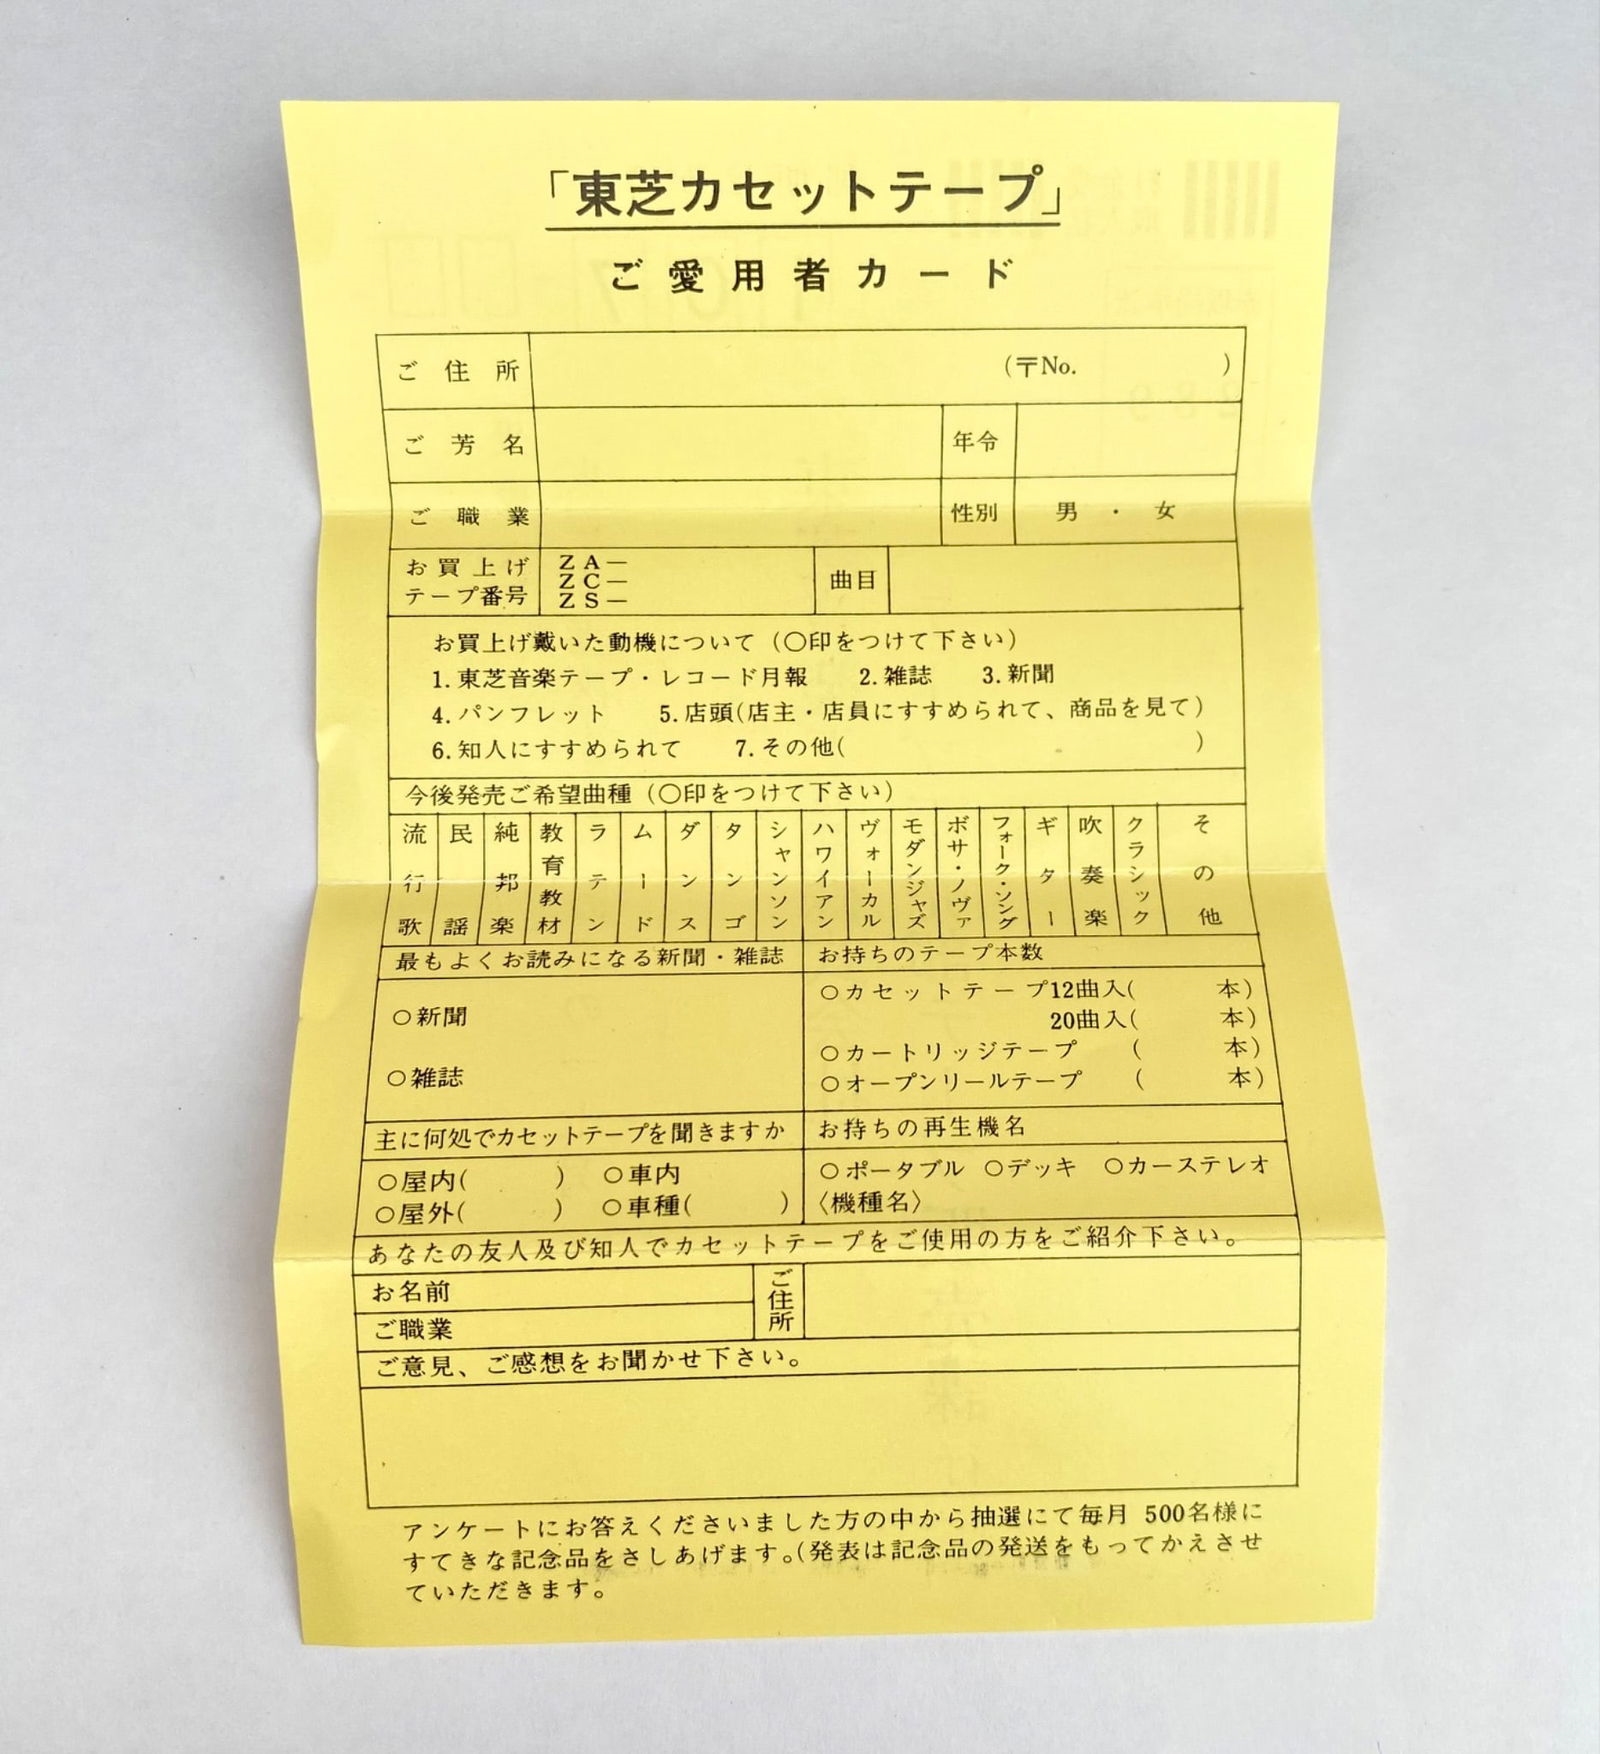 「東芝カセットテープ」
ご愛用者カード
ご住所 (〒No. )
ご芳名 年令
ご職業 性別 男・女
お買上げテープ番号 ZA— ZC— ZS— 曲目
お買上げ戴いた動機について（○印をつけて下さい）
1.東芝音楽テープ・レコード月報 2.雑誌 3.新聞
4.パンフレット 5.店頭(店主・店員にすすめられて、商品を見て)
6.知人にすすめられて 7.その他( )
今後発売ご希望曲種（○印をつけて下さい）
流行歌 民謡 純邦楽 教育教材 ラテン ムード ダンス タンゴ シャンソン ハワイアン ヴォーカル モダンジャズ ボサ・ノヴァ フォーク・ソング ギター 吹奏楽 クラシック その他
最もよくお読みになる新聞・雑誌
○新聞
○雑誌
お持ちのテープ本数
○カセットテープ12曲入( 本)
20曲入( 本)
○カートリッジテープ ( 本)
○オープンリールテープ ( 本)
主に何処でカセットテープを聞きますか
○屋内( ) ○車内
○屋外( ) ○車種( )
お持ちの再生機名
○ポータブル ○デッキ ○カーステレオ
〈機種名〉
あなたの友人及び知人でカセットテープをご使用の方をご紹介下さい。
お名前
ご職業
ご住所
ご意見、ご感想をお聞かせ下さい。
アンケートにお答えくださいました方の中から抽選にて毎月 500名様に
すてきな記念品をさしあげます。(発表は記念品の発送をもってかえさせ
ていただきます。